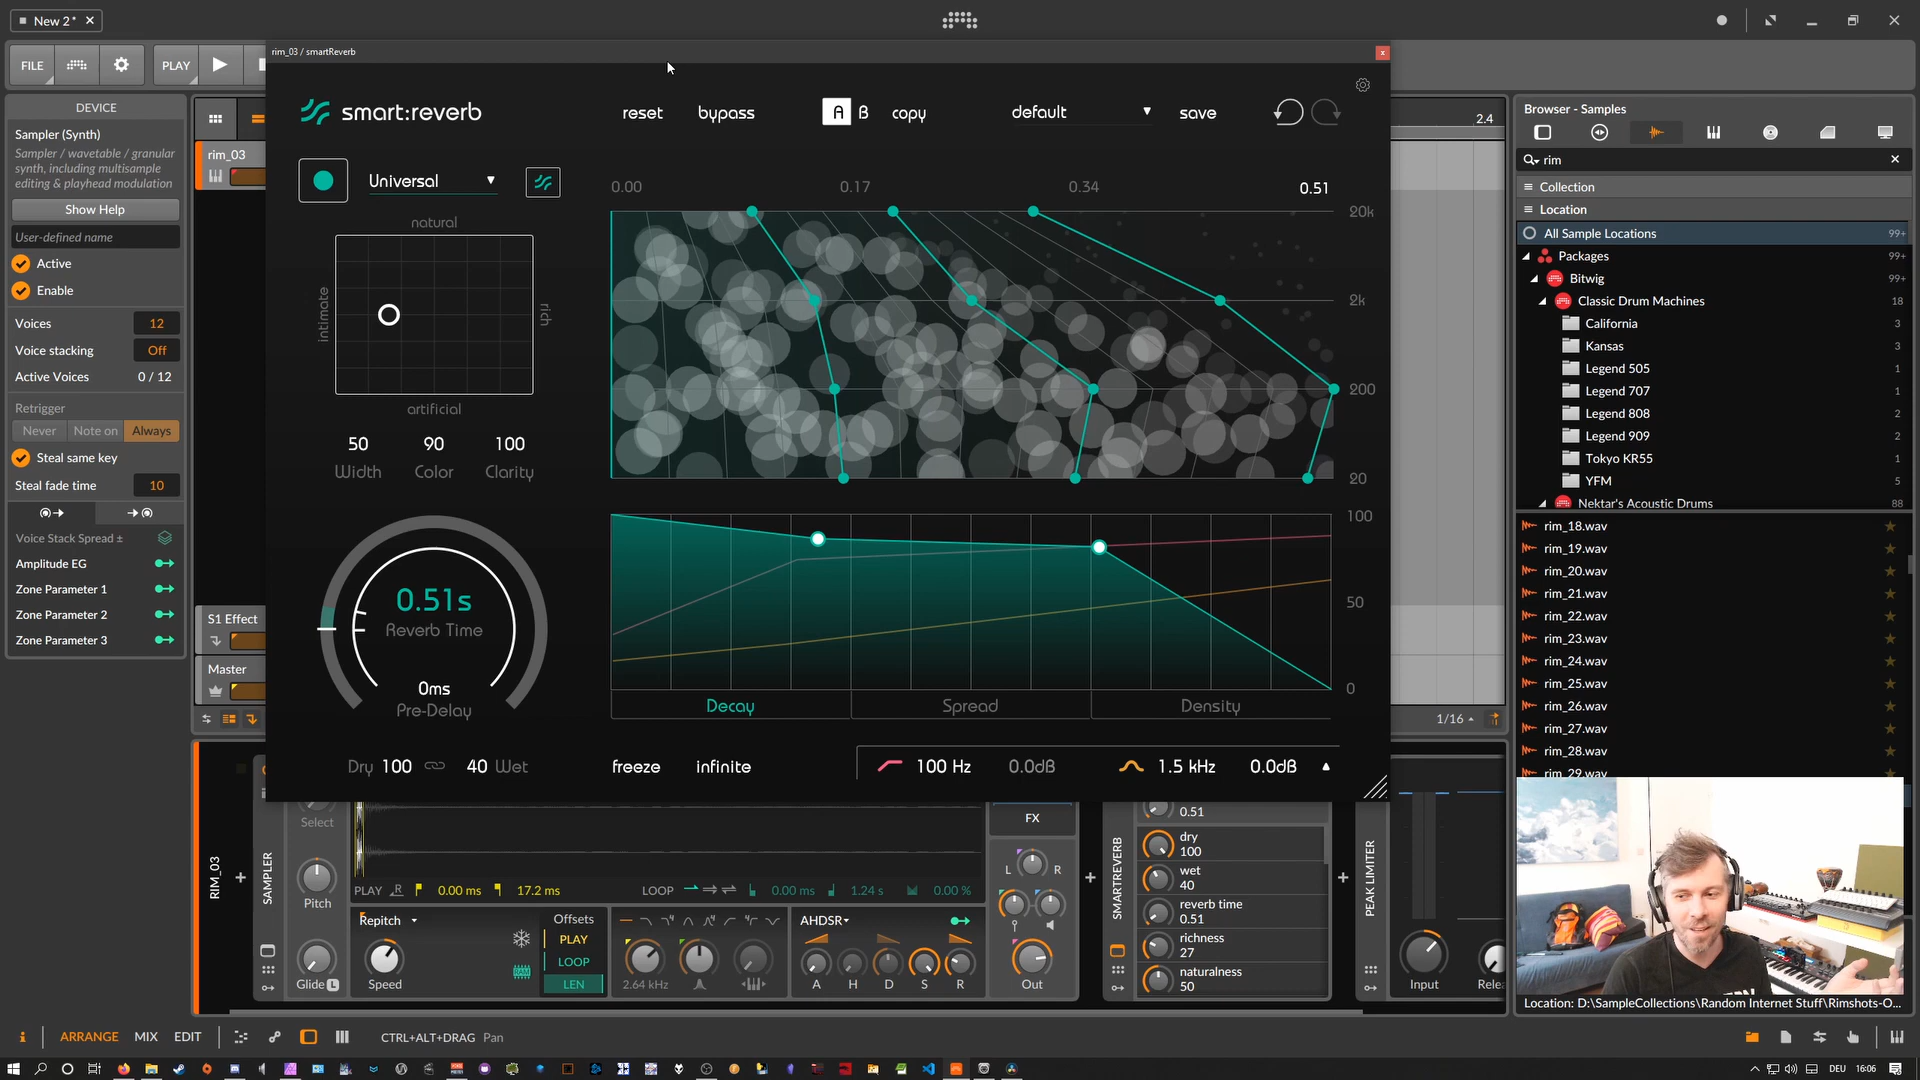 New 2*
FILE
PLAY
rim_03 / smartReverb
DEVICE
Sampler (Synth)
Sampler / wavetable / granular
synth, including multisample
editing & playhead modulation
Show Help
User-defined name
Active
Enable
Voices 12
Voice stacking Off
Active Voices 0 / 12
Retrigger
Never Note on Always
Steal same key
Steal fade time 10
Voice Stack Spread ±
Amplitude EG
Zone Parameter 1
Zone Parameter 2
Zone Parameter 3
rim_03
S1 Effect
Master
smart:reverb
reset bypass A B copy default save
Universal
natural
intimate
rich
artificial
50 90 100
Width Color Clarity
0.51s
Reverb Time
0ms
Pre-Delay
0.00 0.17 0.34 0.51
20k
2k
200
20
100
50
0
Decay Spread Density
Dry 100 40 Wet
freeze infinite
100 Hz 0.0dB 1.5 kHz 0.0dB
2.4
1/16
Browser - Samples
rim
Collection
Location
All Sample Locations 99+
Packages 99+
Bitwig 99+
Classic Drum Machines 18
California 3
Kansas 3
Legend 505 1
Legend 707 1
Legend 808 2
Legend 909 2
Tokyo KR55 1
YFM 5
Nektar's Acoustic Drums 88
rim_18.wav
rim_19.wav
rim_20.wav
rim_21.wav
rim_22.wav
rim_23.wav
rim_24.wav
rim_25.wav
rim_26.wav
rim_27.wav
rim_28.wav
rim_29.wav
Location: D:\SampleCollections\Random Internet Stuff\Rimshots-O...
RIM_03
SAMPLER
Select
Pitch
Glide L
PLAY R 0.00 ms 17.2 ms LOOP 0.00 ms 1.24 s 0.00 %
Repitch
Speed
Offsets
PLAY
LOOP
LEN
RAM
2.64 kHz
AHDSR
A H D S R
FX
L R
Out
SMARTREVERB
0.51
dry
100
wet
40
reverb time
0.51
richness
27
naturalness
50
PEAK LIMITER
Input
ARRANGE MIX EDIT
CTRL+ALT+DRAG Pan
DEU 16:06